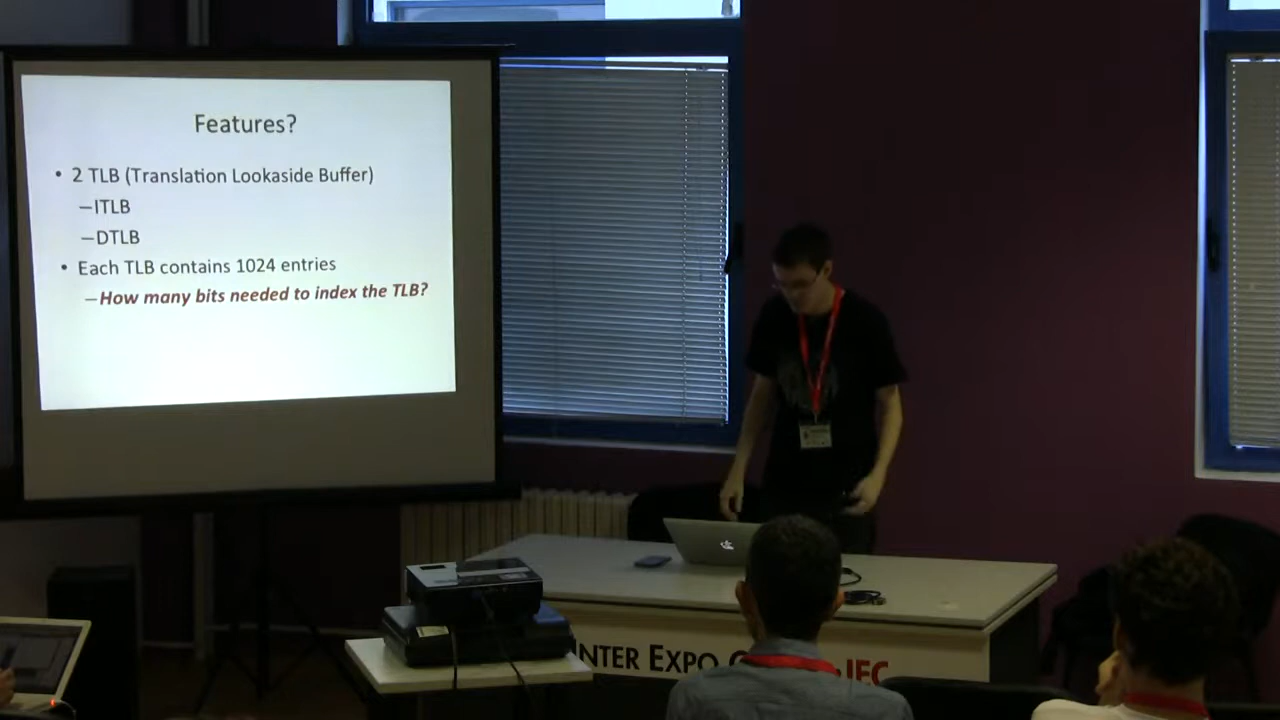 Features?
• 2 TLB (Translation Lookaside Buffer)
–ITLB
–DTLB
• Each TLB contains 1024 entries
–How many bits needed to index the TLB?
INTER EXPO
IEC